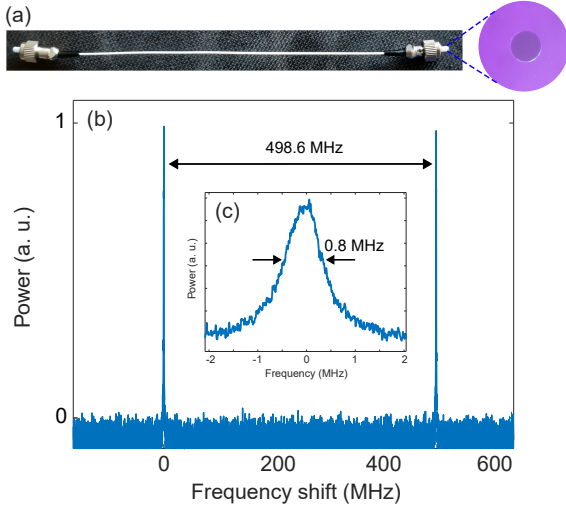 (a)
(b)
1
498.6 MHz
(c)
0.8 MHz
Power (a. u.)
-2
-1
0
1
2
Frequency (MHz)
Power (a. u.)
0
0
200
400
600
Frequency shift (MHz)